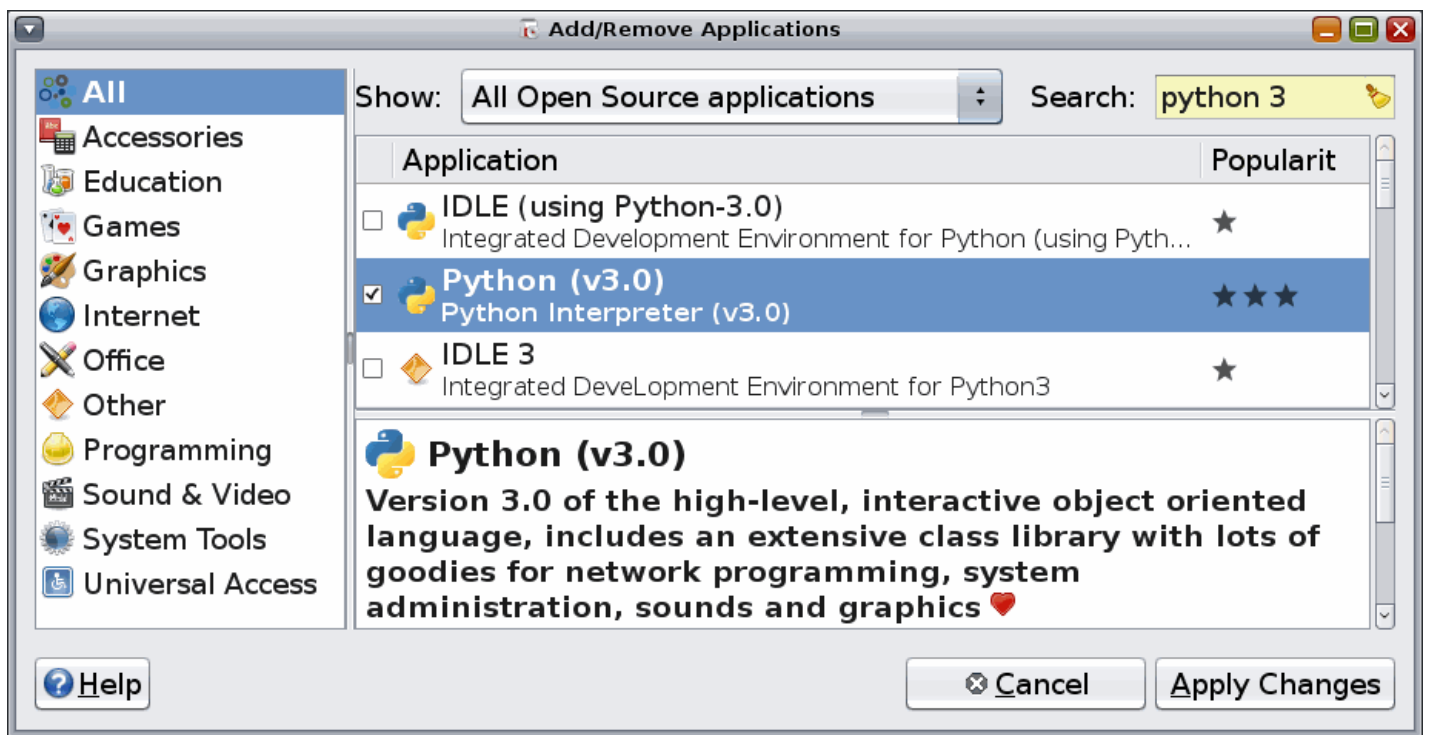 Add/Remove Applications
All
Accessories
Education
Games
Graphics
Internet
Office
Other
Programming
Sound & Video
System Tools
Universal Access
Show: All Open Source applications Search: python 3
Application Popularit
IDLE (using Python-3.0)
Integrated Development Environment for Python (using Pyth...
Python (v3.0)
Python Interpreter (v3.0)
IDLE 3
Integrated DeveLopment Environment for Python3
Python (v3.0)
Version 3.0 of the high-level, interactive object oriented
language, includes an extensive class library with lots of
goodies for network programming, system
administration, sounds and graphics
Help Cancel Apply Changes